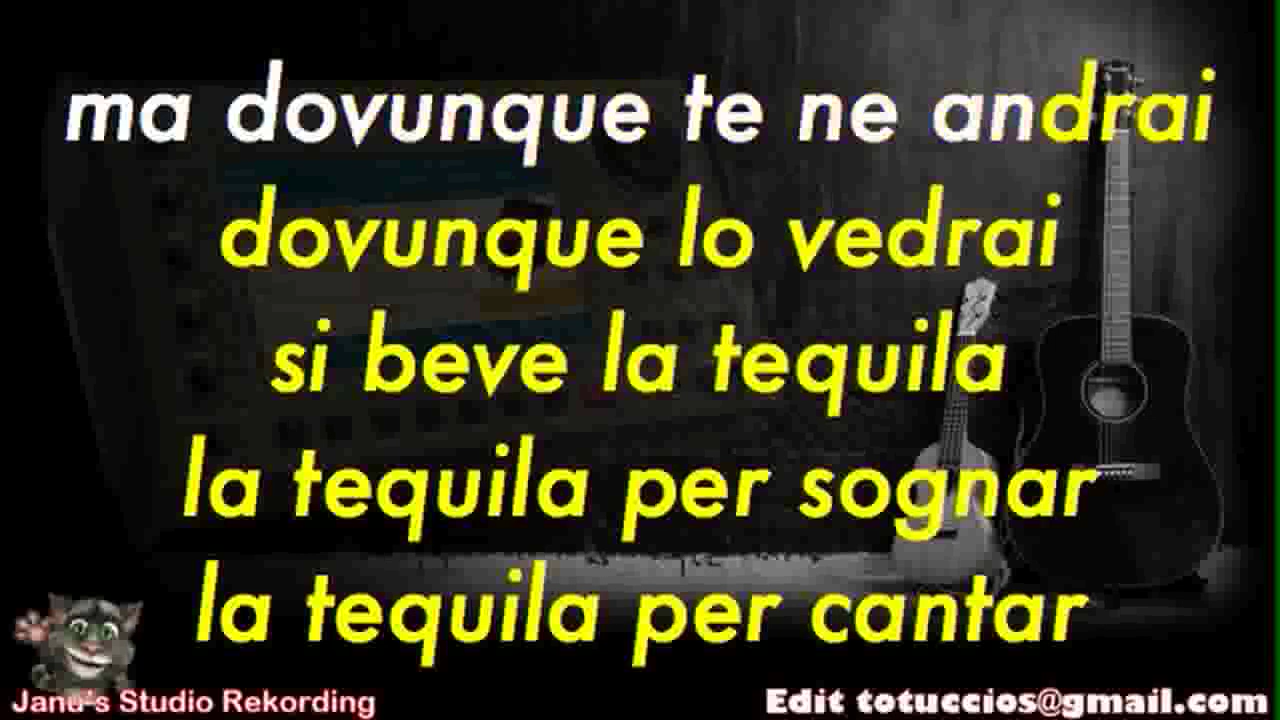 ma dovunque te ne andrai
dovunque lo vedrai
si beve la tequila
la tequila per sognar
la tequila per cantar
Janu's Studio Rekording
Edit totuccios@gmail.com